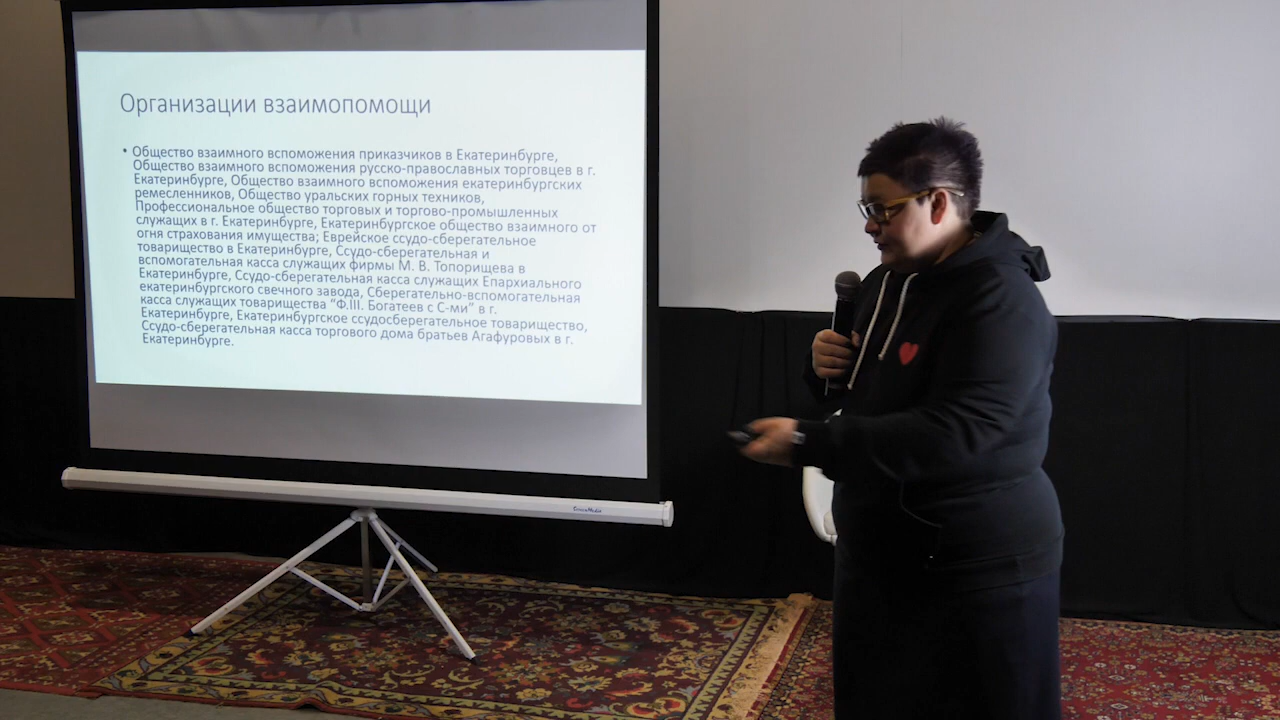 Организации взаимопомощи
• Общество взаимного вспоможения приказчиков в Екатеринбурге,
Общество взаимного вспоможения русско-православных торговцев в г.
Екатеринбурге, Общество взаимного вспоможения екатеринбургских
ремесленников, Общество уральских горных техников,
Профессиональное общество торговых и торгово-промышленных
служащих в г. Екатеринбурге, Екатеринбургское общество взаимного от
огня страхования имущества; Еврейское ссудо-сберегательное
товарищество в Екатеринбурге, Ссудо-сберегательная и
вспомогательная касса служащих фирмы М. В. Топорищева в
Екатеринбурге, Ссудо-сберегательная касса служащих Епархиального
екатеринбургского свечного завода, Сберегательно-вспомогательная
касса служащих товарищества “Ф.Ш. Богатеев с С-ми” в г.
Екатеринбурге, Екатеринбургское ссудосберегательное товарищество,
Ссудо-сберегательная касса торгового дома братьев Агафуровых в г.
Екатеринбурге.